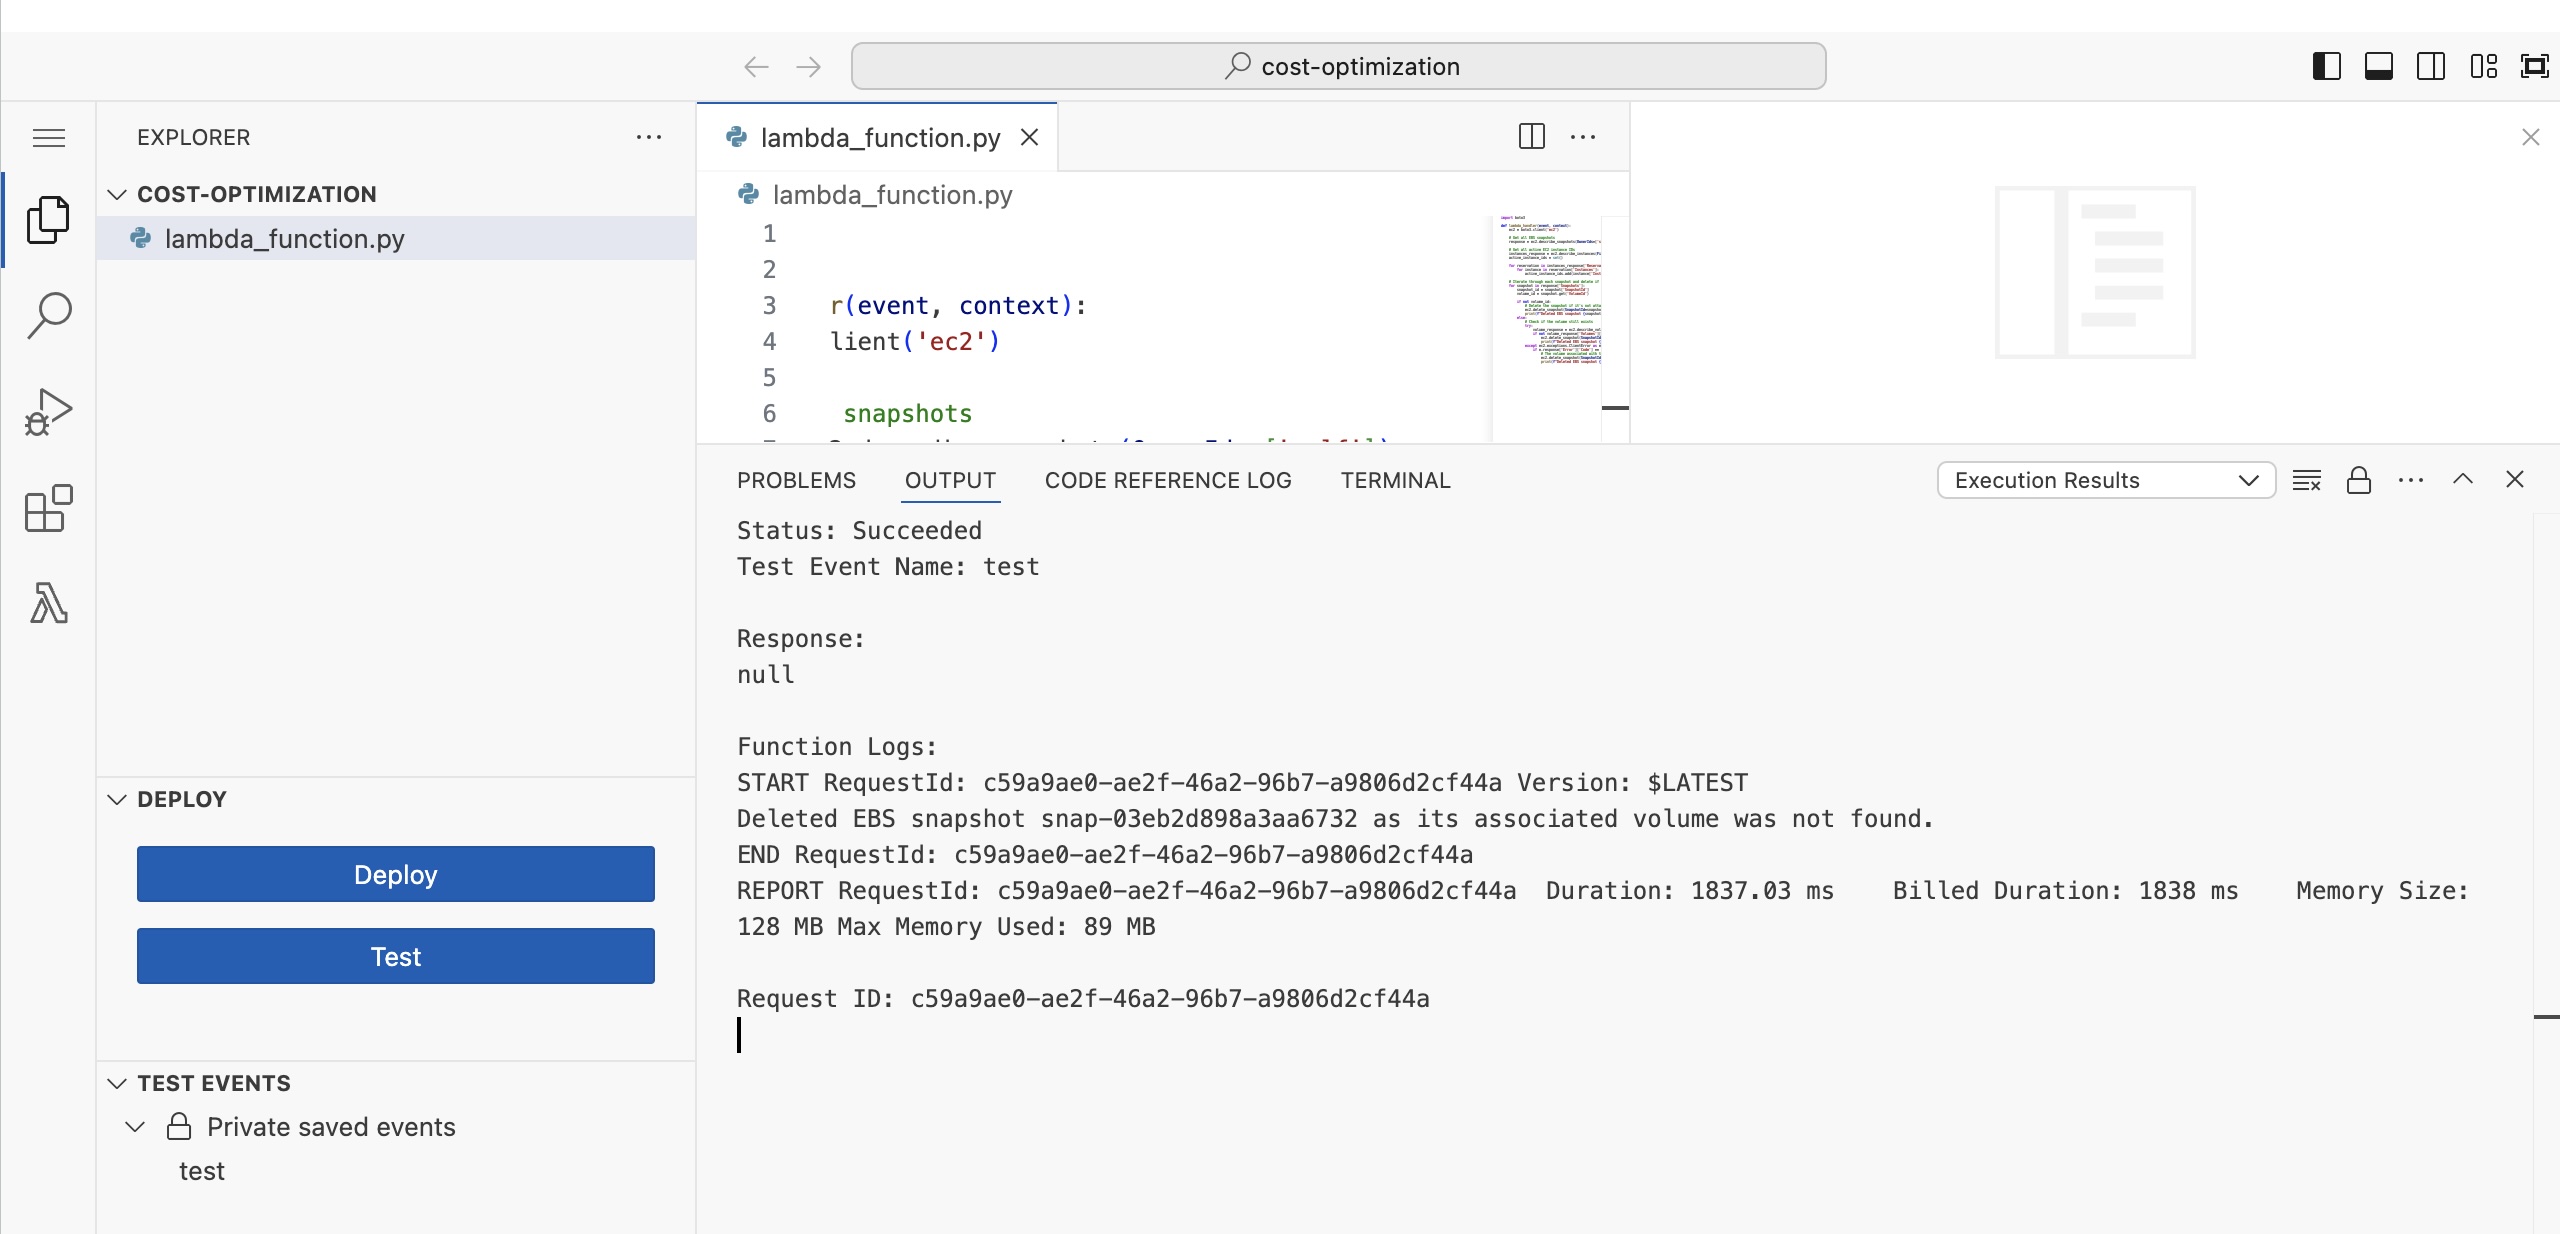 cost-optimization
EXPLORER
COST-OPTIMIZATION
lambda_function.py
DEPLOY
Deploy
Test
TEST EVENTS
Private saved events
test
lambda_function.py
lambda_function.py
1
2
3 r(event, context):
4 lient('ec2')
5
6 snapshots
PROBLEMS OUTPUT CODE REFERENCE LOG TERMINAL
Execution Results
Status: Succeeded
Test Event Name: test
Response:
null
Function Logs:
START RequestId: c59a9ae0-ae2f-46a2-96b7-a9806d2cf44a Version: $LATEST
Deleted EBS snapshot snap-03eb2d898a3aa6732 as its associated volume was not found.
END RequestId: c59a9ae0-ae2f-46a2-96b7-a9806d2cf44a
REPORT RequestId: c59a9ae0-ae2f-46a2-96b7-a9806d2cf44a Duration: 1837.03 ms Billed Duration: 1838 ms Memory Size:
128 MB Max Memory Used: 89 MB
Request ID: c59a9ae0-ae2f-46a2-96b7-a9806d2cf44a